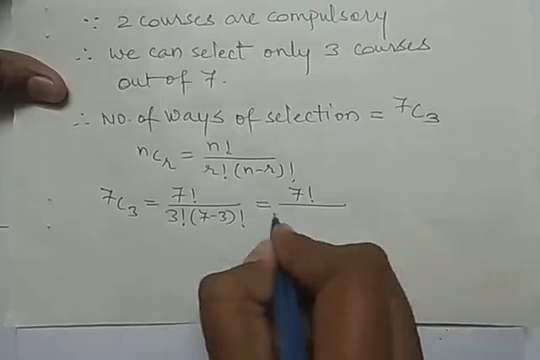 ∵ 2 courses are compulsory
∴ we can select only 3 courses
out of 7.
∴ No. of ways of selection = ⁷C₃
ⁿCᵣ = n! / r!(n-r)!
⁷C₃ = 7! / 3!(7-3)! = 7! /